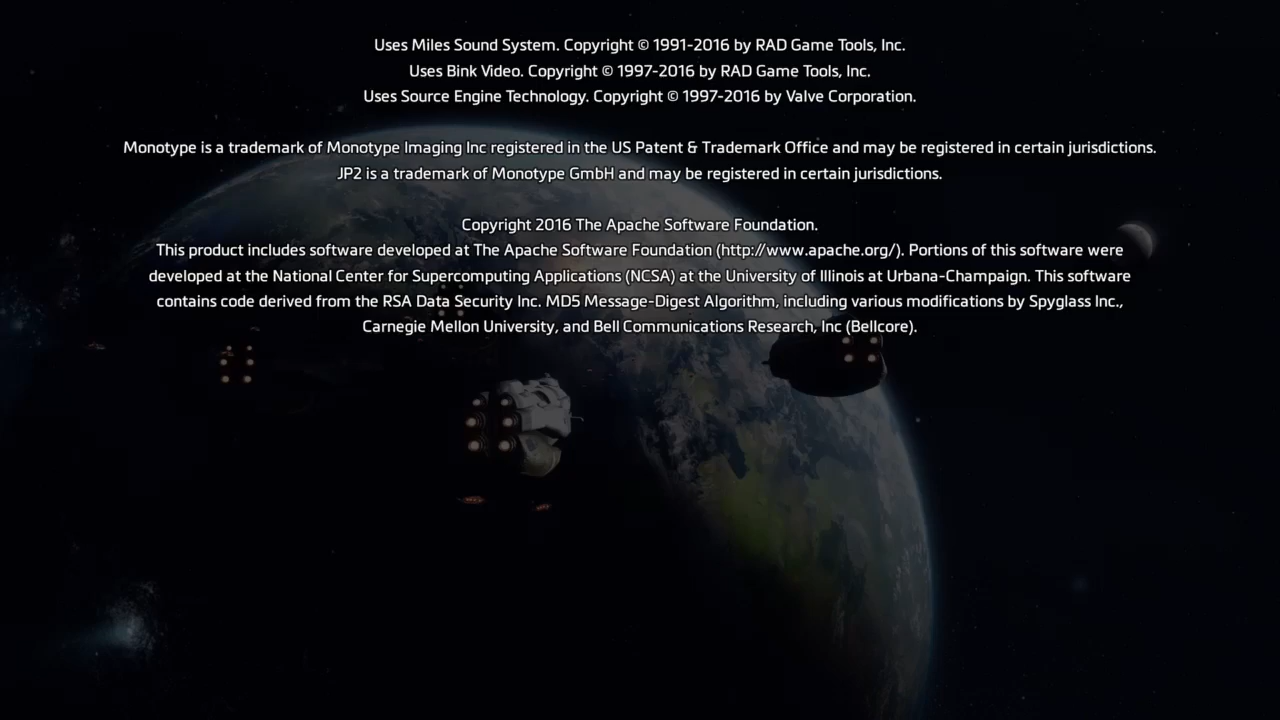 Uses Miles Sound System. Copyright © 1991-2016 by RAD Game Tools, Inc.
Uses Bink Video. Copyright © 1997-2016 by RAD Game Tools, Inc.
Uses Source Engine Technology. Copyright © 1997-2016 by Valve Corporation.
Monotype is a trademark of Monotype Imaging Inc registered in the US Patent & Trademark Office and may be registered in certain jurisdictions.
JP2 is a trademark of Monotype GmbH and may be registered in certain jurisdictions.
Copyright 2016 The Apache Software Foundation.
This product includes software developed at The Apache Software Foundation (http://www.apache.org/). Portions of this software were
developed at the National Center for Supercomputing Applications (NCSA) at the University of Illinois at Urbana-Champaign. This software
contains code derived from the RSA Data Security Inc. MD5 Message-Digest Algorithm, including various modifications by Spyglass Inc.,
Carnegie Mellon University, and Bell Communications Research, Inc (Bellcore).